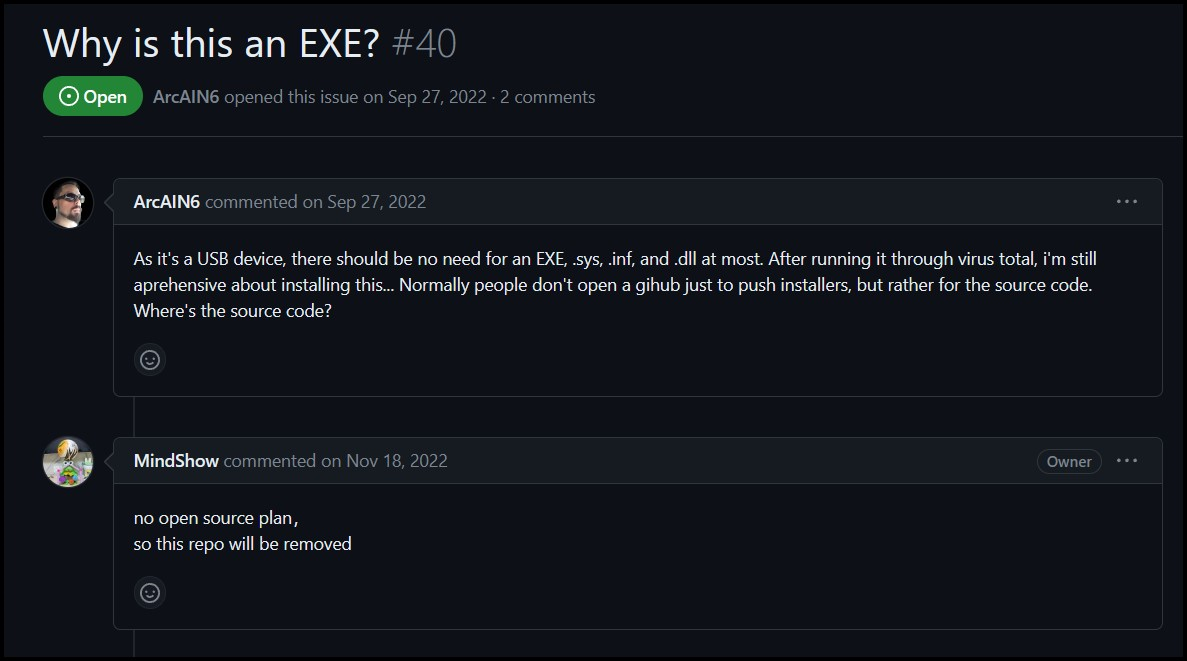 Why is this an EXE? #40
Open ArcAIN6 opened this issue on Sep 27, 2022 · 2 comments
ArcAIN6 commented on Sep 27, 2022
As it's a USB device, there should be no need for an EXE, .sys, .inf, and .dll at most. After running it through virus total, i'm still
aprehensive about installing this... Normally people don't open a gihub just to push installers, but rather for the source code.
Where's the source code?
MindShow commented on Nov 18, 2022 Owner
no open source plan，
so this repo will be removed